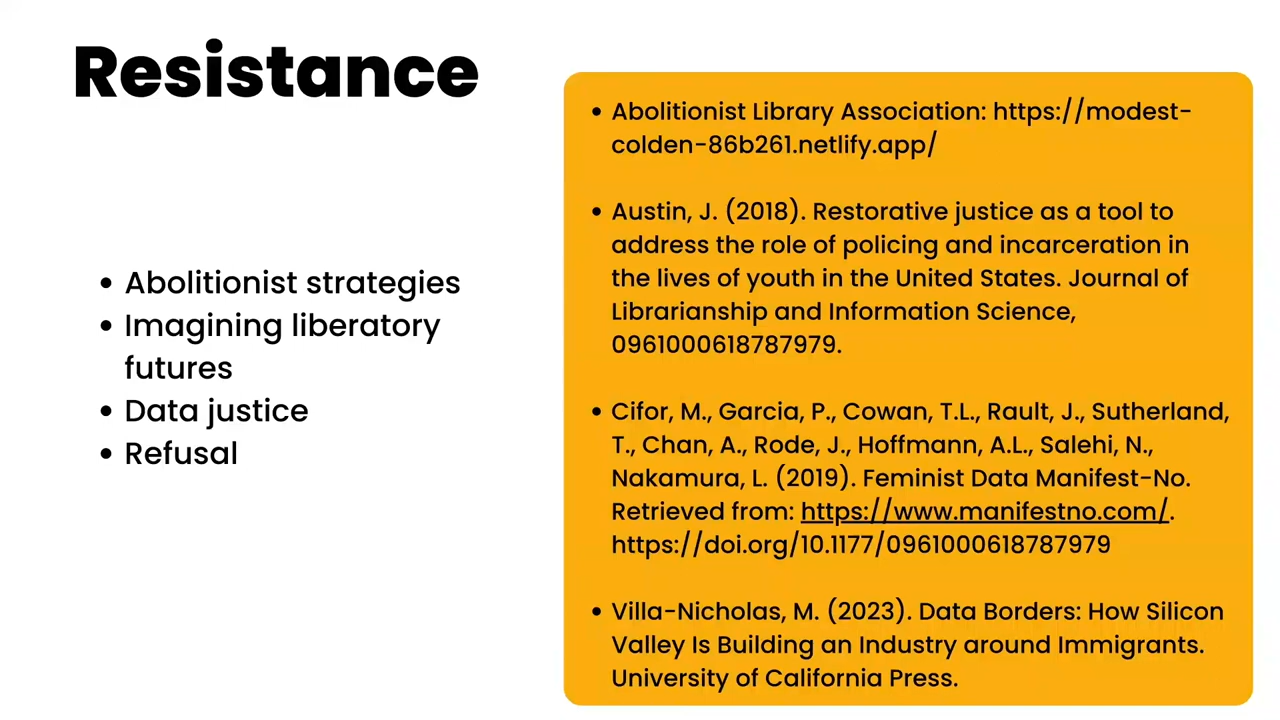 Resistance
• Abolitionist strategies
• Imagining liberatory
futures
• Data justice
• Refusal
• Abolitionist Library Association: https://modest-
colden-86b261.netlify.app/
• Austin, J. (2018). Restorative justice as a tool to
address the role of policing and incarceration in
the lives of youth in the United States. Journal of
Librarianship and Information Science,
0961000618787979.
• Cifor, M., Garcia, P., Cowan, T.L., Rault, J., Sutherland,
T., Chan, A., Rode, J., Hoffmann, A.L., Salehi, N.,
Nakamura, L. (2019). Feminist Data Manifest-No.
Retrieved from: https://www.manifestno.com/.
https://doi.org/10.1177/0961000618787979
• Villa-Nicholas, M. (2023). Data Borders: How Silicon
Valley Is Building an Industry around Immigrants.
University of California Press.